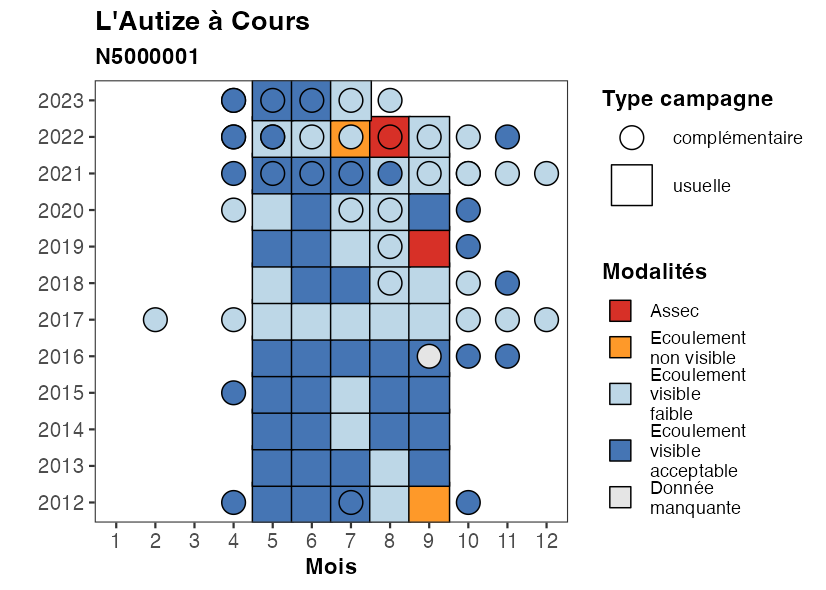 L'Autize à Cours
N5000001
2023
2022
2021
2020
2019
2018
2017
2016
2015
2014
2013
2012
1 2 3 4 5 6 7 8 9 10 11 12
Mois
Type campagne
complémentaire
usuelle
Modalités
Assec
Ecoulement
non visible
Ecoulement
visible
faible
Ecoulement
visible
acceptable
Donnée
manquante